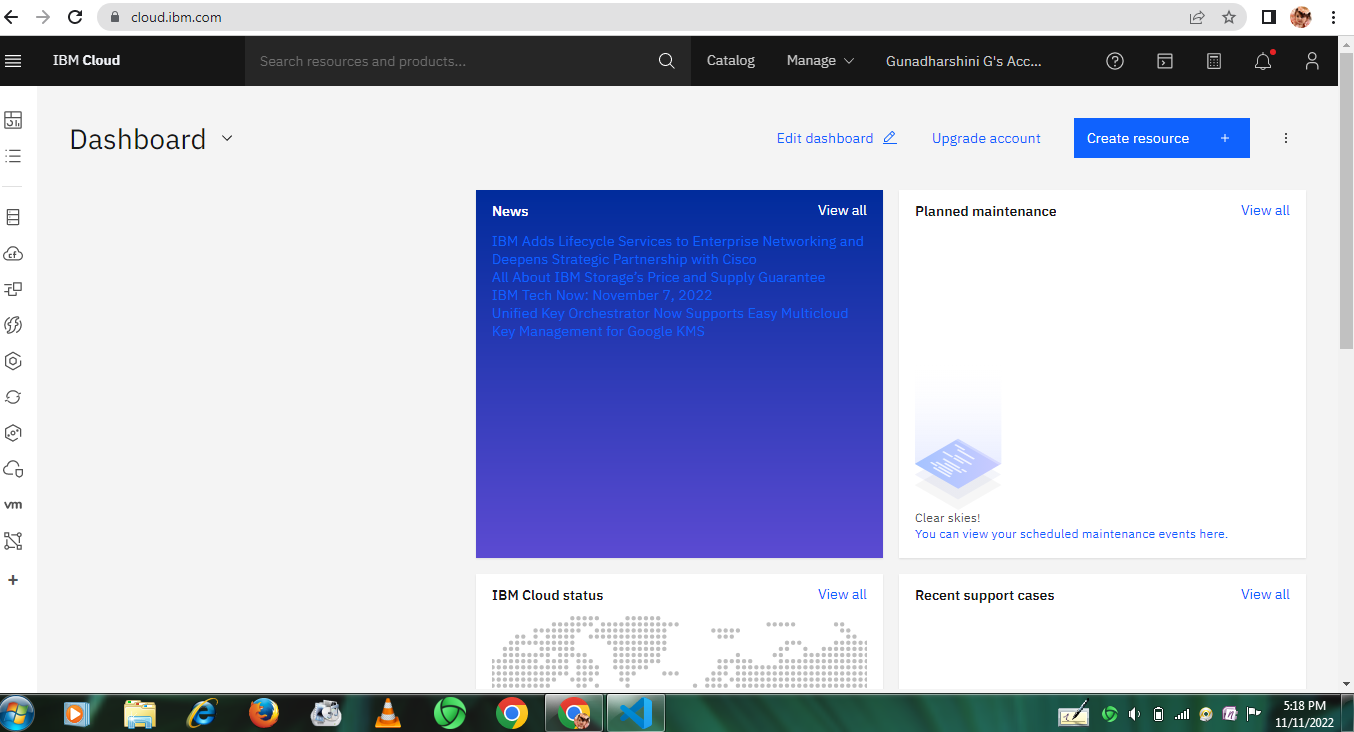 cloud.ibm.com
IBM Cloud
Search resources and products...
Catalog
Manage
Gunadharshini G's Acc...
Dashboard
Edit dashboard
Upgrade account
Create resource +
News
View all
IBM Adds Lifecycle Services to Enterprise Networking and
Deepens Strategic Partnership with Cisco
All About IBM Storage's Price and Supply Guarantee
IBM Tech Now: November 7, 2022
Unified Key Orchestrator Now Supports Easy Multicloud
Key Management for Google KMS
Planned maintenance
View all
Clear skies!
You can view your scheduled maintenance events here.
IBM Cloud status
View all
Recent support cases
View all
cf
vm
5:18 PM
11/11/2022